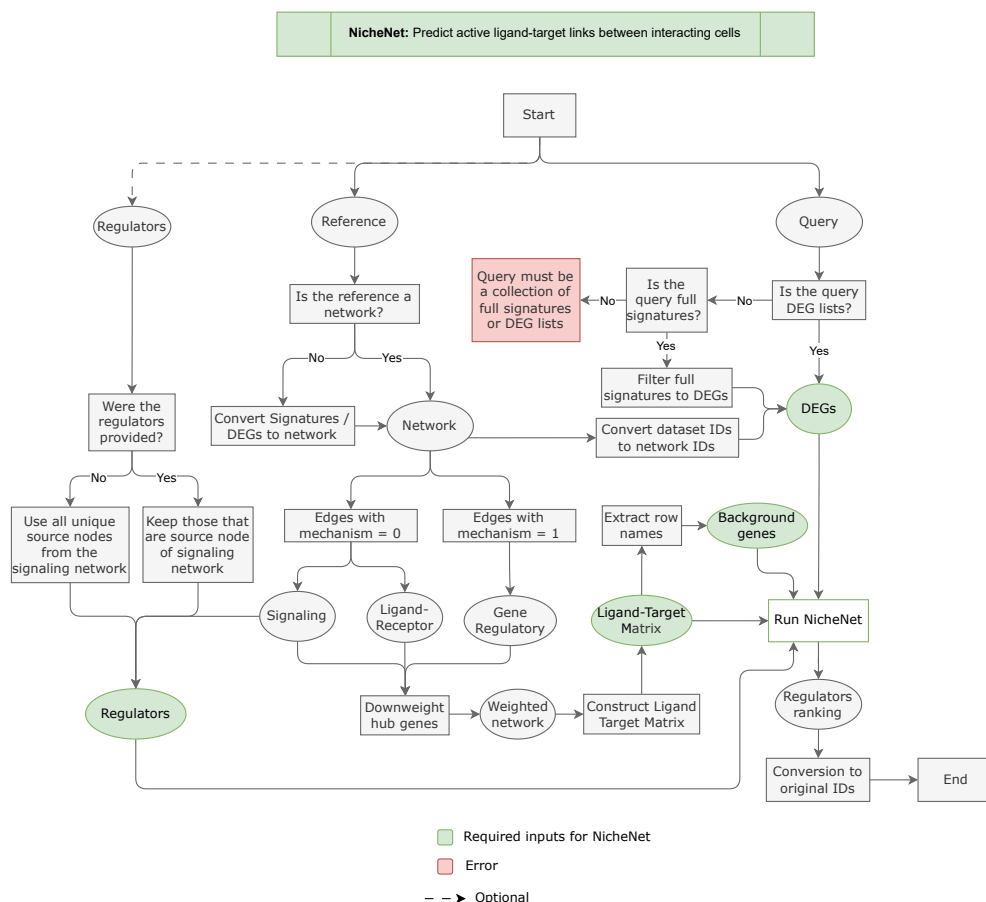 NicheNet: Predict active ligand-target links between interacting cells
Start
Regulators
Reference
Query
Is the reference a
network?
Query must be
a collection of
full signatures
or DEG lists
No
Is the
query full
signatures?
No
Is the query
DEG lists?
No
Yes
Yes
Yes
Were the
regulators
provided?
Convert Signatures /
DEGs to network
Network
Filter full
signatures to DEGs
Convert dataset IDs
to network IDs
DEGs
No
Yes
Use all unique
source nodes
from the
signaling network
Keep those that
are source node
of signaling
network
Edges with
mechanism = 0
Edges with
mechanism = 1
Extract row
names
Background
genes
Signaling
Ligand-
Receptor
Gene
Regulatory
Ligand-Target
Matrix
Run NicheNet
Regulators
Downweight
hub genes
Weighted
network
Construct Ligand
Target Matrix
Regulators
ranking
Conversion to
original IDs
End
Required inputs for NicheNet
Error
Optional